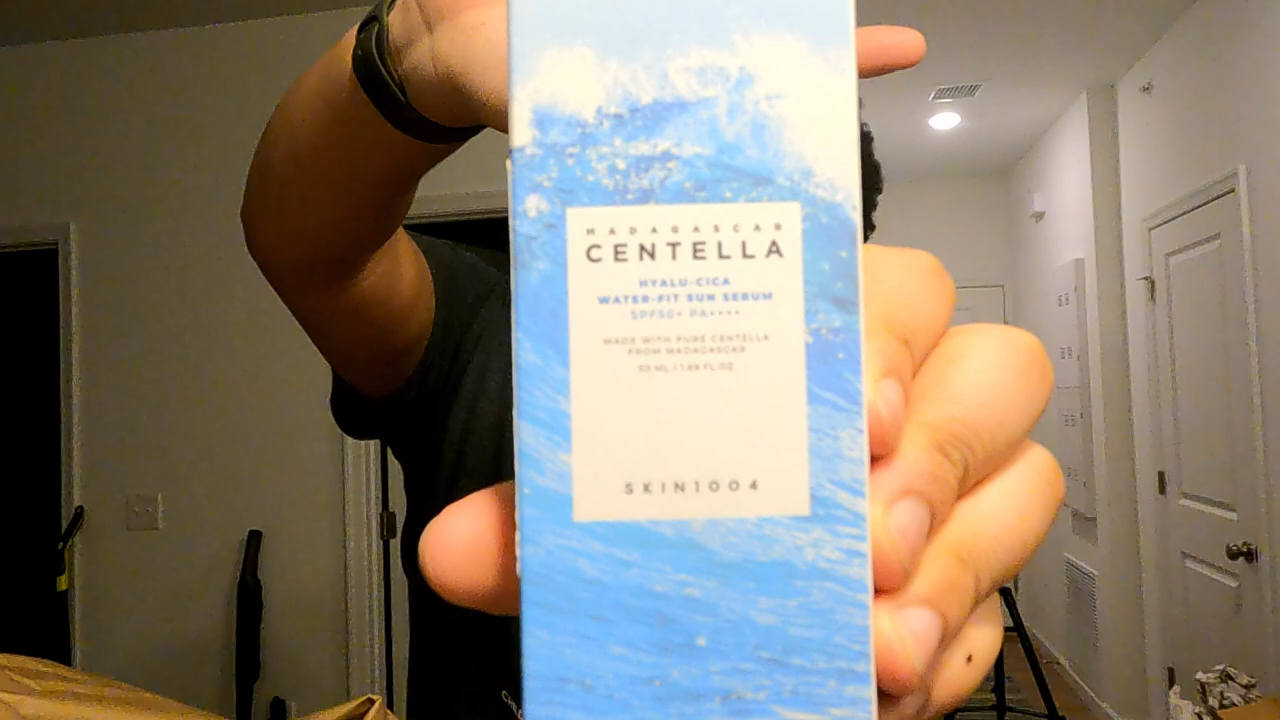 MADAGASCAR
CENTELLA
HYALU-CICA
WATER-FIT SUN SERUM
SPF50+ PA++++
MADE WITH PURE CENTELLA
FROM MADAGASCAR
50 ML / 1.69 FL.OZ
SKIN1004